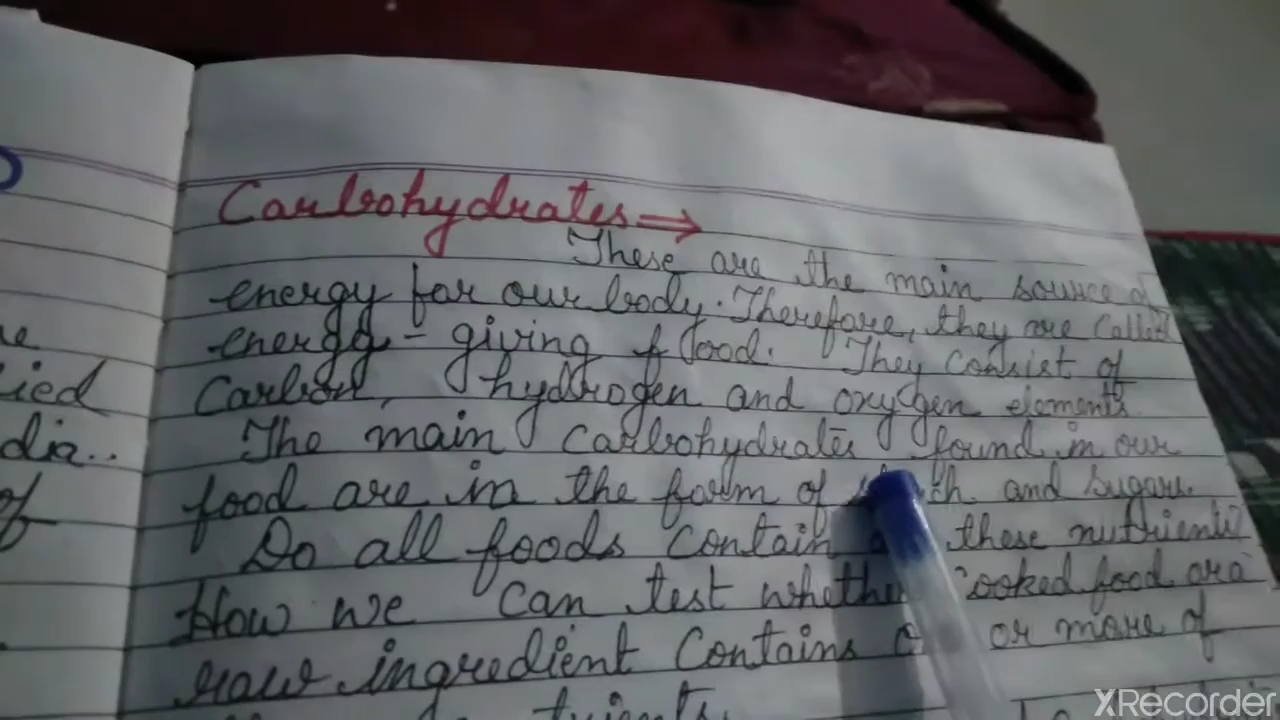 Carbohydrates ⇒
These are the main source of
energy for our body. Therefore, they are called
energy-giving food. They consist of
Carbon, hydrogen and oxygen elements
The main carbohydrates found in our
food are in the form of and sugars.
Do all foods contain these nutrients
How we can test cooked food ora
raw ingredient contains or more of
ied
dia..
of
XRecorder